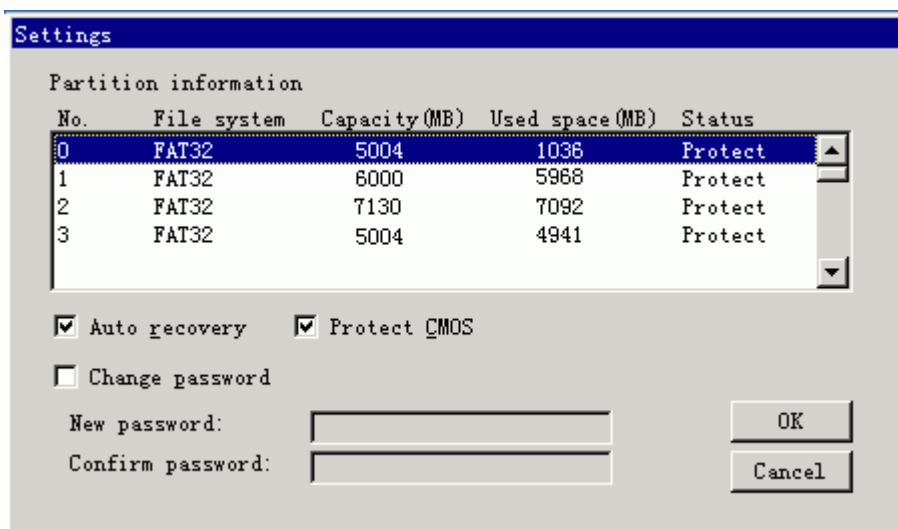 Settings
Partition information
No. File system Capacity(MB) Used space(MB) Status
0 FAT32 5004 1036 Protect
1 FAT32 6000 5968 Protect
2 FAT32 7130 7092 Protect
3 FAT32 5004 4941 Protect
Auto recovery Protect CMOS
Change password
New password:
OK
Confirm password:
Cancel